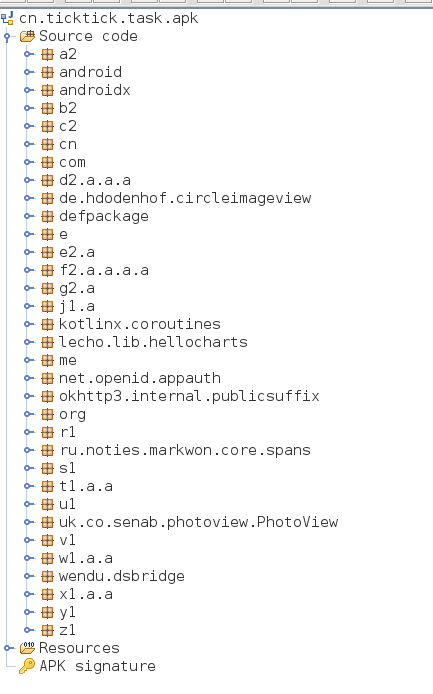 cn.ticktick.task.apk
Source code
a2
android
androidx
b2
c2
cn
com
d2.a.a.a
de.hdodenhof.circleimageview
defpackage
e
e2.a
f2.a.a.a.a
g2.a
j1.a
kotlinx.coroutines
lecho.lib.hellocharts
me
net.openid.appauth
okhttp3.internal.publicsuffix
org
r1
ru.noties.markwon.core.spans
s1
t1.a.a
u1
uk.co.senab.photoview.PhotoView
v1
w1.a.a
wendu.dsbridge
x1.a.a
y1
z1
Resources
APK signature